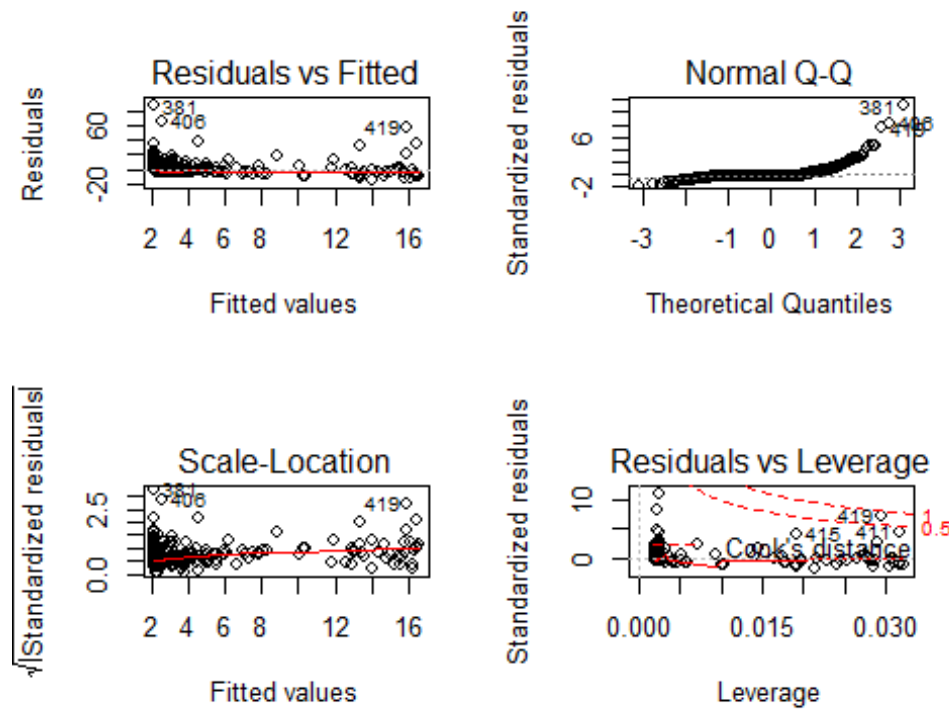 Residuals vs Fitted
Residuals
60
-20
381
406
419
2 4 6 8 12 16
Fitted values
Normal Q-Q
Standardized residuals
6
-2
381
406
419
-3 -1 0 1 2 3
Theoretical Quantiles
Scale-Location
√|Standardized residuals|
2.5
0.0
381
406
419
2 4 6 8 12 16
Fitted values
Residuals vs Leverage
Standardized residuals
10
0
419
415
411
1
0.5
Cook's distance
0.000 0.015 0.030
Leverage